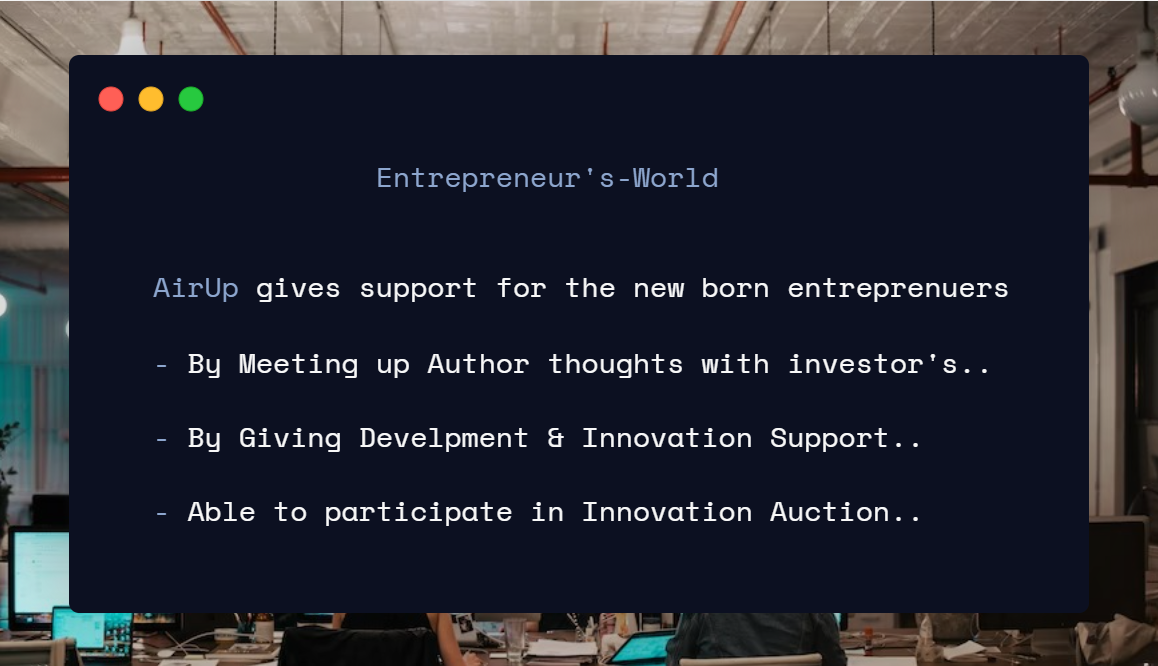 Entrepreneur's-World
AirUp gives support for the new born entreprenuers
- By Meeting up Author thoughts with investor's..
- By Giving Develpment & Innovation Support..
- Able to participate in Innovation Auction..